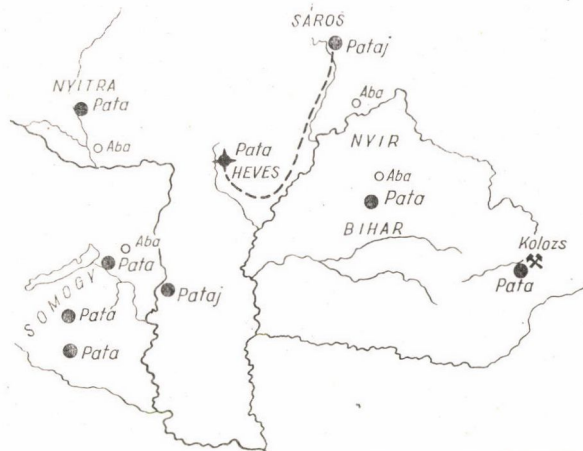 SÁROS
Pataj
NYITRA
Pata
Aba
Aba
NYIR
Pata
HEVES
Aba
Pata
BIHAR
Aba
Pata
Kolozs
Pata
Pataj
SOMOGY
Pata
Pata